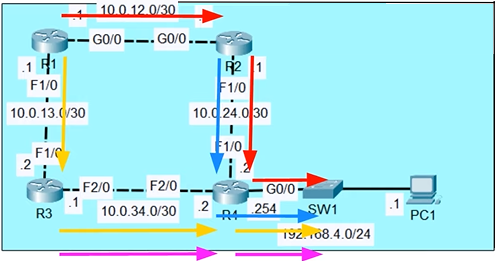 .1 10.0.12.0/30
G0/0 G0/0
R1 R2
.1 .1
F1/0 F1/0
10.0.13.0/30 10.0.24.0/30
F1/0 F1/0
.2 .2
F2/0 F2/0 G0/0
R3 R4 SW1 PC1
.1 10.0.34.0/30 .2 .254 .1
192.168.4.0/24